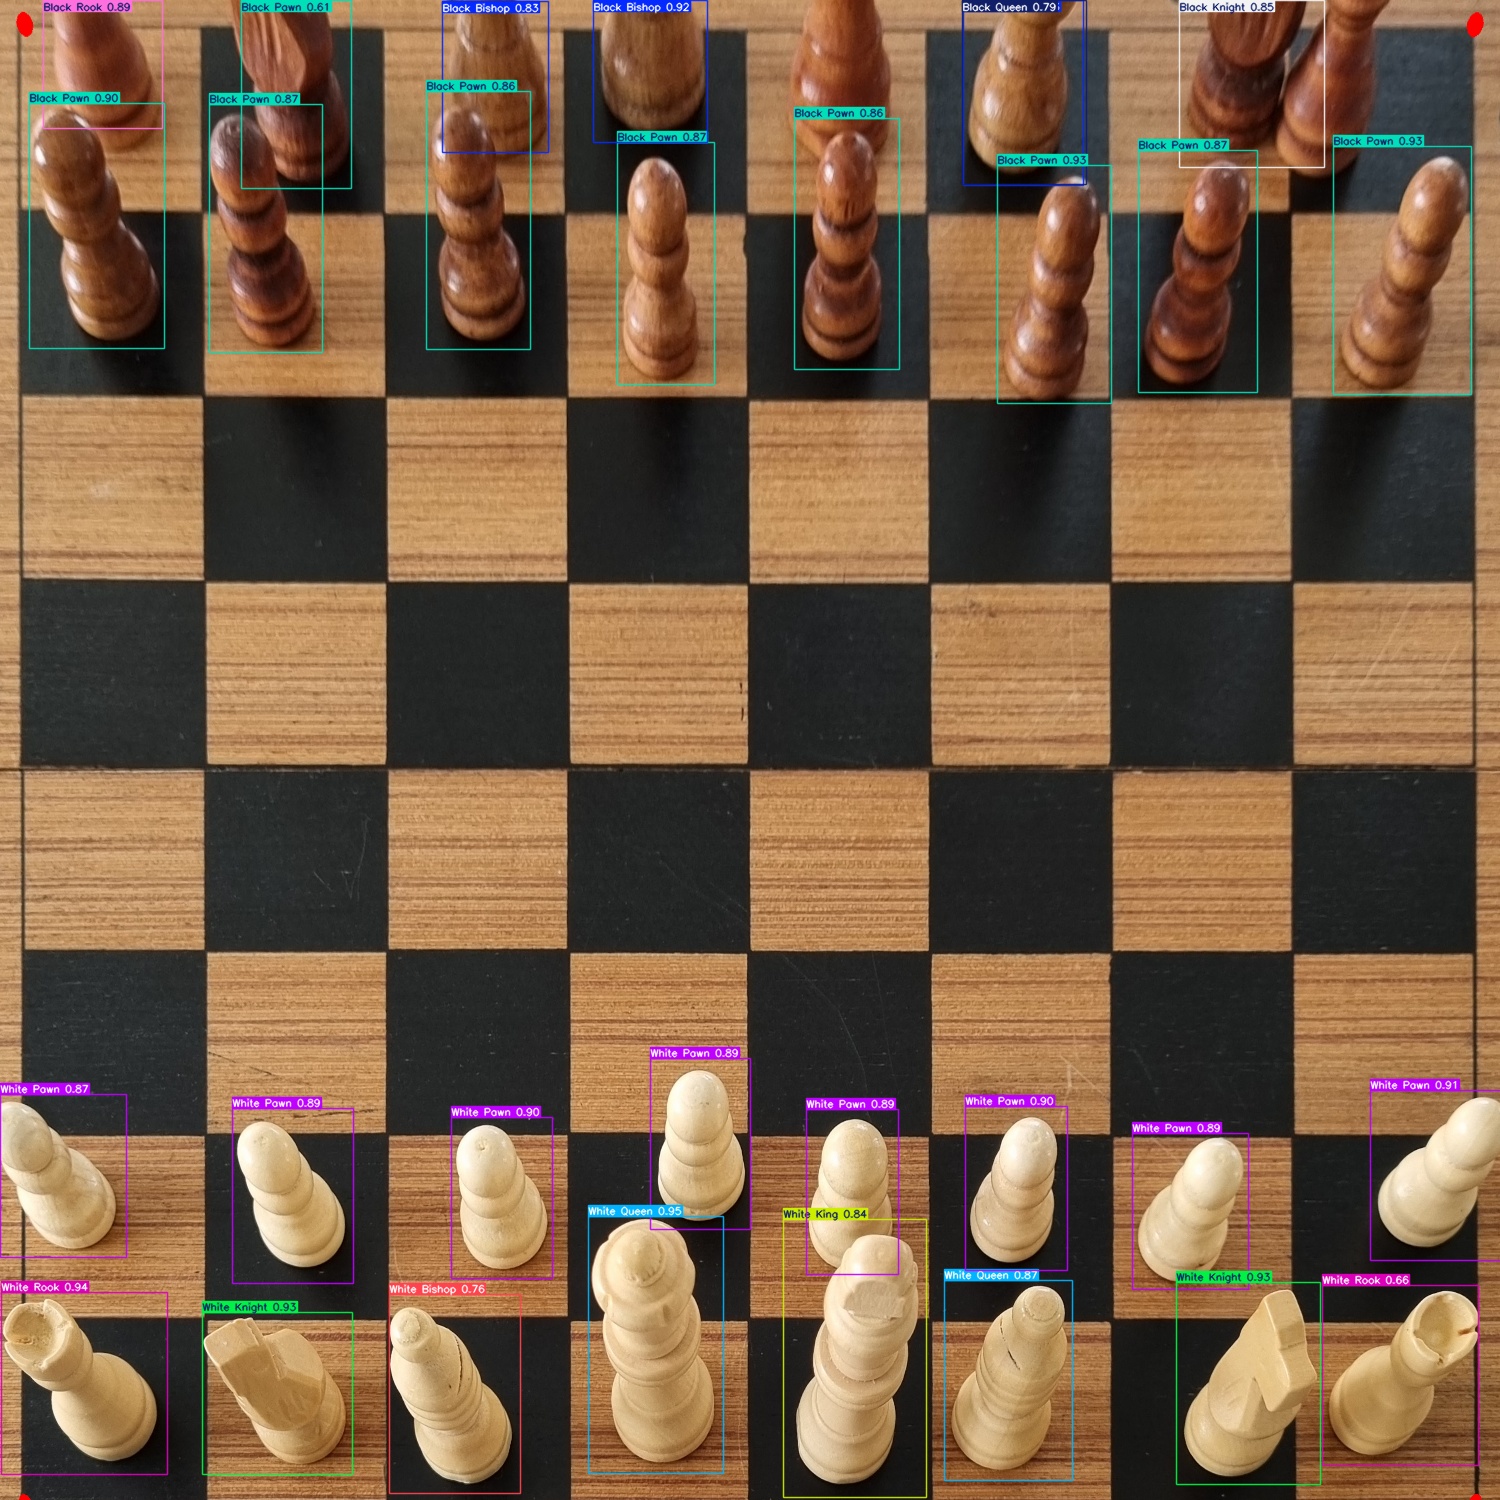 Black Rook 0.89
Black Pawn 0.61
Black Bishop 0.83
Black Bishop 0.92
Black Queen 0.79
Black Knight 0.85
Black Pawn 0.90
Black Pawn 0.87
Black Pawn 0.86
Black Pawn 0.87
Black Pawn 0.86
Black Pawn 0.93
Black Pawn 0.87
Black Pawn 0.93
White Pawn 0.87
White Pawn 0.89
White Pawn 0.90
White Pawn 0.89
White Pawn 0.89
White Pawn 0.90
White Pawn 0.89
White Pawn 0.91
White Queen 0.95
White King 0.84
White Rook 0.94
White Knight 0.93
White Bishop 0.76
White Queen 0.87
White Knight 0.93
White Rook 0.66